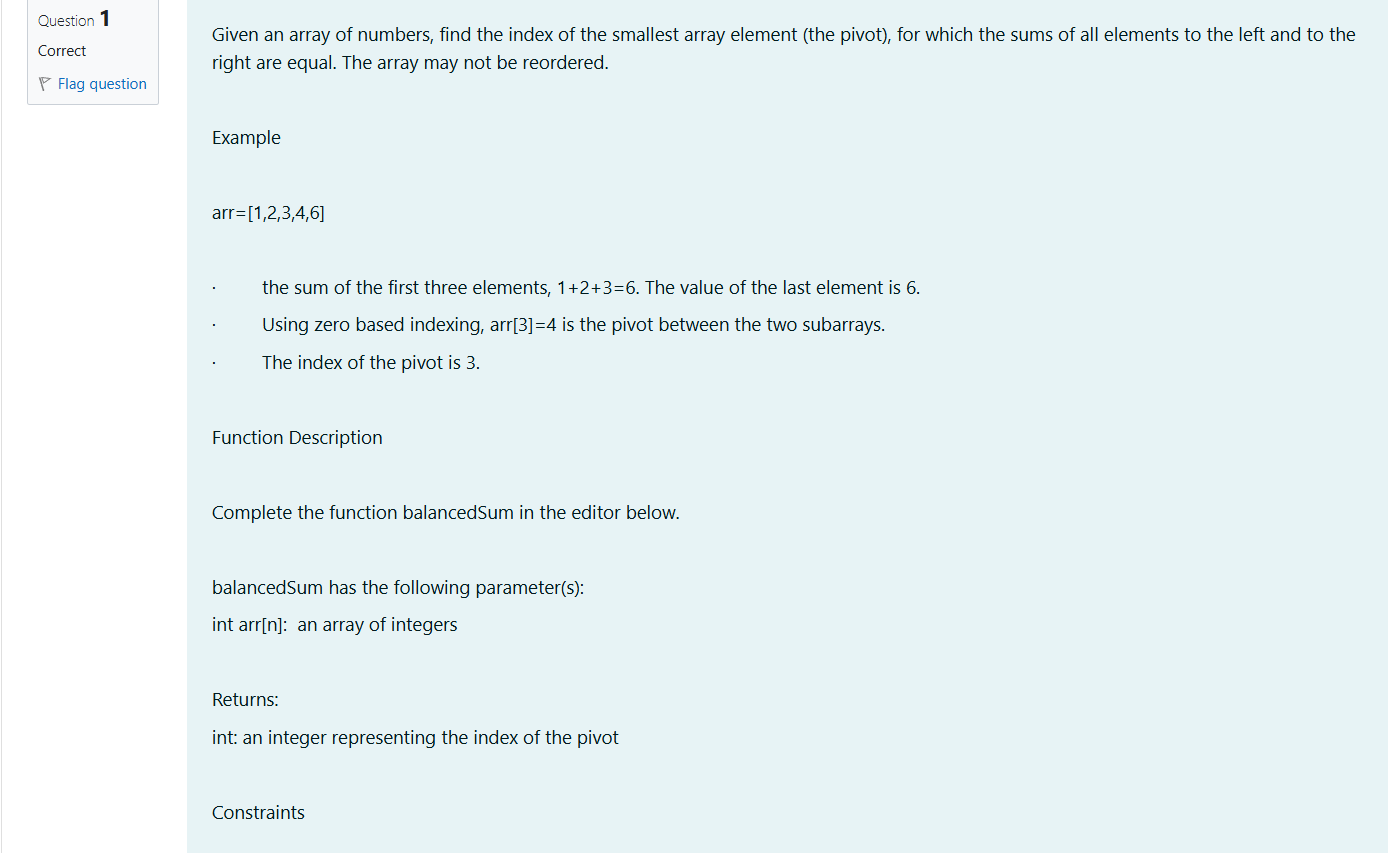 Question 1
Correct
Flag question
Given an array of numbers, find the index of the smallest array element (the pivot), for which the sums of all elements to the left and to the
right are equal. The array may not be reordered.
Example
arr=[1,2,3,4,6]
· the sum of the first three elements, 1+2+3=6. The value of the last element is 6.
· Using zero based indexing, arr[3]=4 is the pivot between the two subarrays.
· The index of the pivot is 3.
Function Description
Complete the function balancedSum in the editor below.
balancedSum has the following parameter(s):
int arr[n]:  an array of integers
Returns:
int: an integer representing the index of the pivot
Constraints